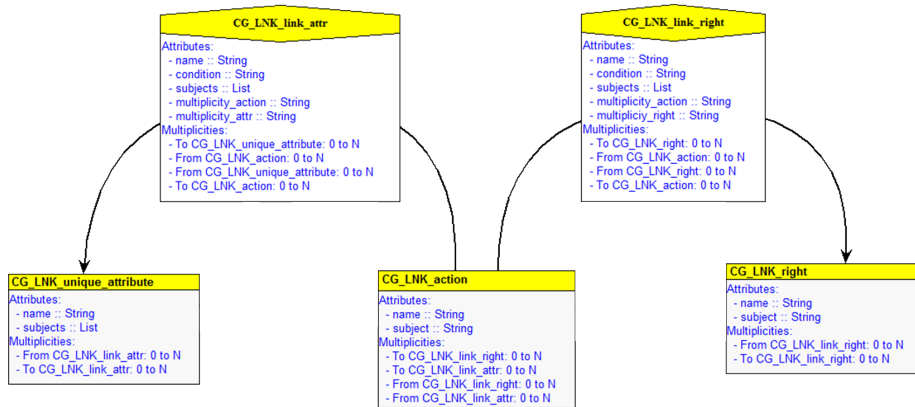 CG_LNK_link_attr
Attributes:
- name :: String
- condition :: String
- subjects :: List
- multiplicity_action :: String
- multiplicity_attr :: String
Multiplicities:
- To CG_LNK_unique_attribute: 0 to N
- From CG_LNK_action: 0 to N
- From CG_LNK_unique_attribute: 0 to N
- To CG_LNK_action: 0 to N
CG_LNK_link_right
Attributes:
- name :: String
- condition :: String
- subjects :: List
- multiplicity_action :: String
- multipliciy_right :: String
Multiplicities:
- To CG_LNK_right: 0 to N
- From CG_LNK_action: 0 to N
- From CG_LNK_right: 0 to N
- To CG_LNK_action: 0 to N
CG_LNK_unique_attribute
Attributes:
- name :: String
- subjects :: List
Multiplicities:
- From CG_LNK_link_attr: 0 to N
- To CG_LNK_link_attr: 0 to N
CG_LNK_action
Attributes:
- name :: String
- subject :: String
Multiplicities:
- To CG_LNK_link_right: 0 to N
- To CG_LNK_link_attr: 0 to N
- From CG_LNK_link_right: 0 to N
- From CG_LNK_link_attr: 0 to N
CG_LNK_right
Attributes:
- name :: String
- subject :: String
Multiplicities:
- From CG_LNK_link_right: 0 to N
- To CG_LNK_link_right: 0 to N